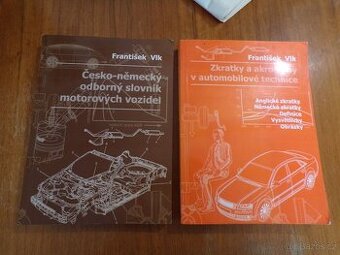 František Vlk
Česko-německý
odborný slovník
motorových vozidel
František Vlk
Zkratky a akronymy
v automobilové technice
Anglické zkratky
Německé zkratky
Definice
Vysvětlivky
Obrázky